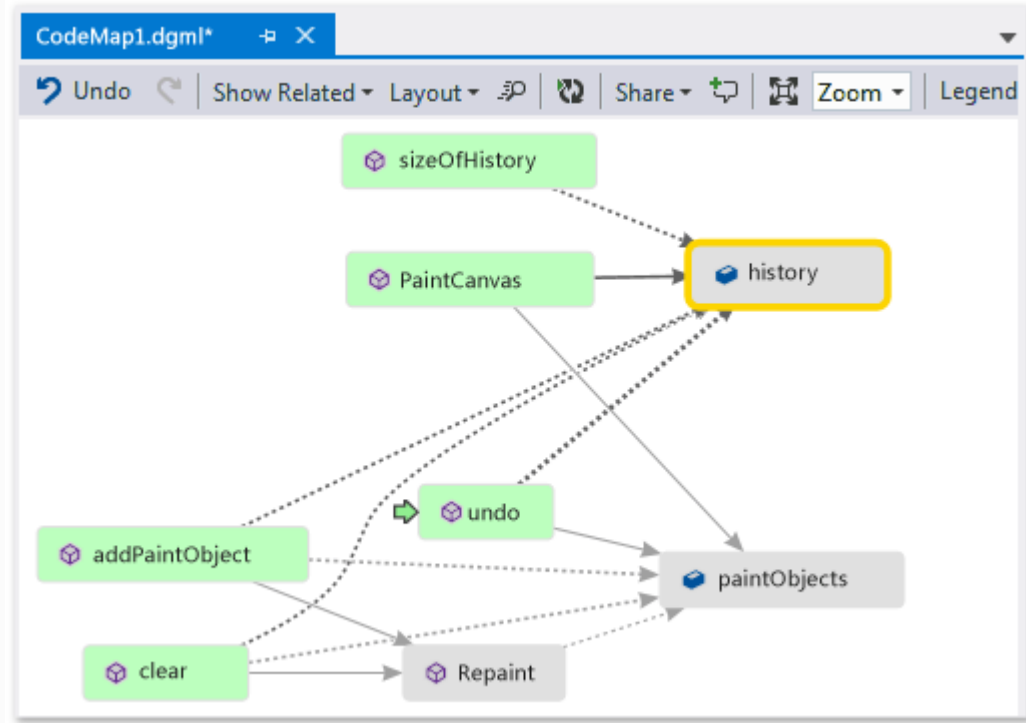 CodeMap1.dgml*
Undo Show Related Layout Share Zoom Legend
sizeOfHistory
history
PaintCanvas
undo
addPaintObject
paintObjects
clear
Repaint